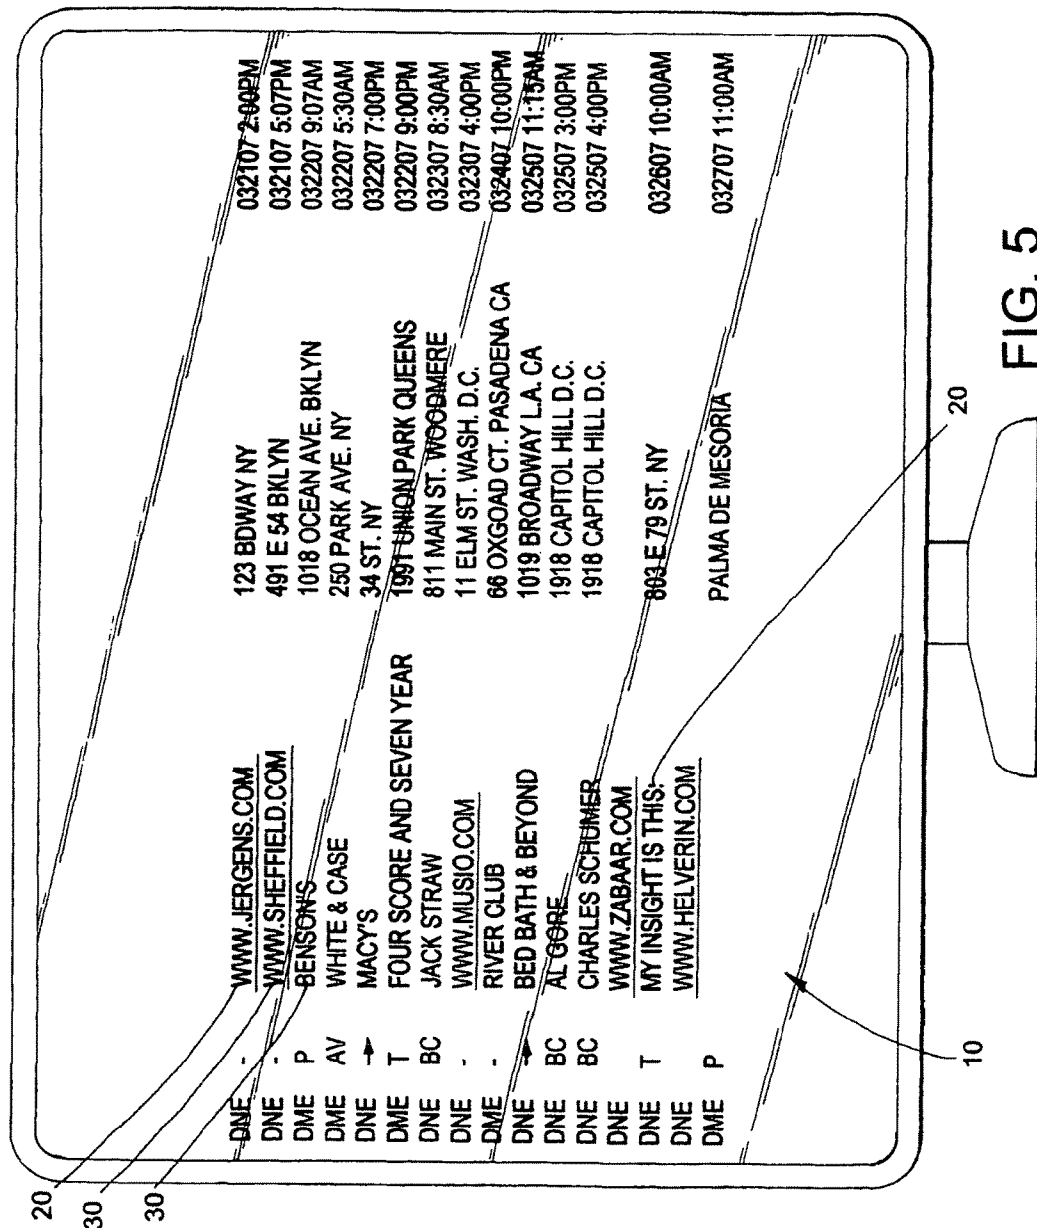 20
30
30
DNE - WWW.JERGENS.COM 123 BDWAY NY 032107 2:00PM
DNE - WWW.SHEFFIELD.COM 491 E 54 BKLYN 032107 5:07PM
DME P BENSON'S 1018 OCEAN AVE. BKLYN 032207 9:07AM
DME AV WHITE & CASE 250 PARK AVE. NY 032207 5:30AM
DNE → MACY'S 34 ST. NY 032207 7:00PM
DME T FOUR SCORE AND SEVEN YEAR 1991 UNION PARK QUEENS 032207 9:00PM
DNE BC JACK STRAW 811 MAIN ST. WOODMERE 032307 8:30AM
DNE - WWW.MUSIO.COM 11 ELM ST. WASH. D.C. 032307 4:00PM
DME - RIVER CLUB 66 OXGOAD CT. PASADENA CA 032407 10:00PM
DNE → BED BATH & BEYOND 1019 BROADWAY L.A. CA 032507 11:15AM
DNE BC AL GORE 1918 CAPITOL HILL D.C. 032507 3:00PM
DNE BC CHARLES SCHUMER 1918 CAPITOL HILL D.C. 032507 4:00PM
DNE WWW.ZABAAR.COM
DNE T MY INSIGHT IS THIS: 803 E 79 ST. NY 032607 10:00AM
DNE WWW.HELVERIN.COM
DME P PALMA DE MESORIA 032707 11:00AM
10
20
FIG. 5